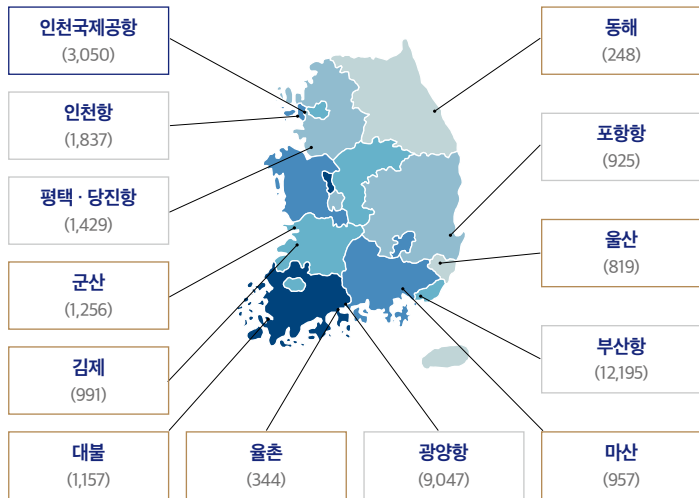 인천국제공항
(3,050)
동해
(248)
인천항
(1,837)
포항항
(925)
평택 · 당진항
(1,429)
울산
(819)
군산
(1,256)
부산항
(12,195)
김제
(991)
대불
(1,157)
율촌
(344)
광양항
(9,047)
마산
(957)